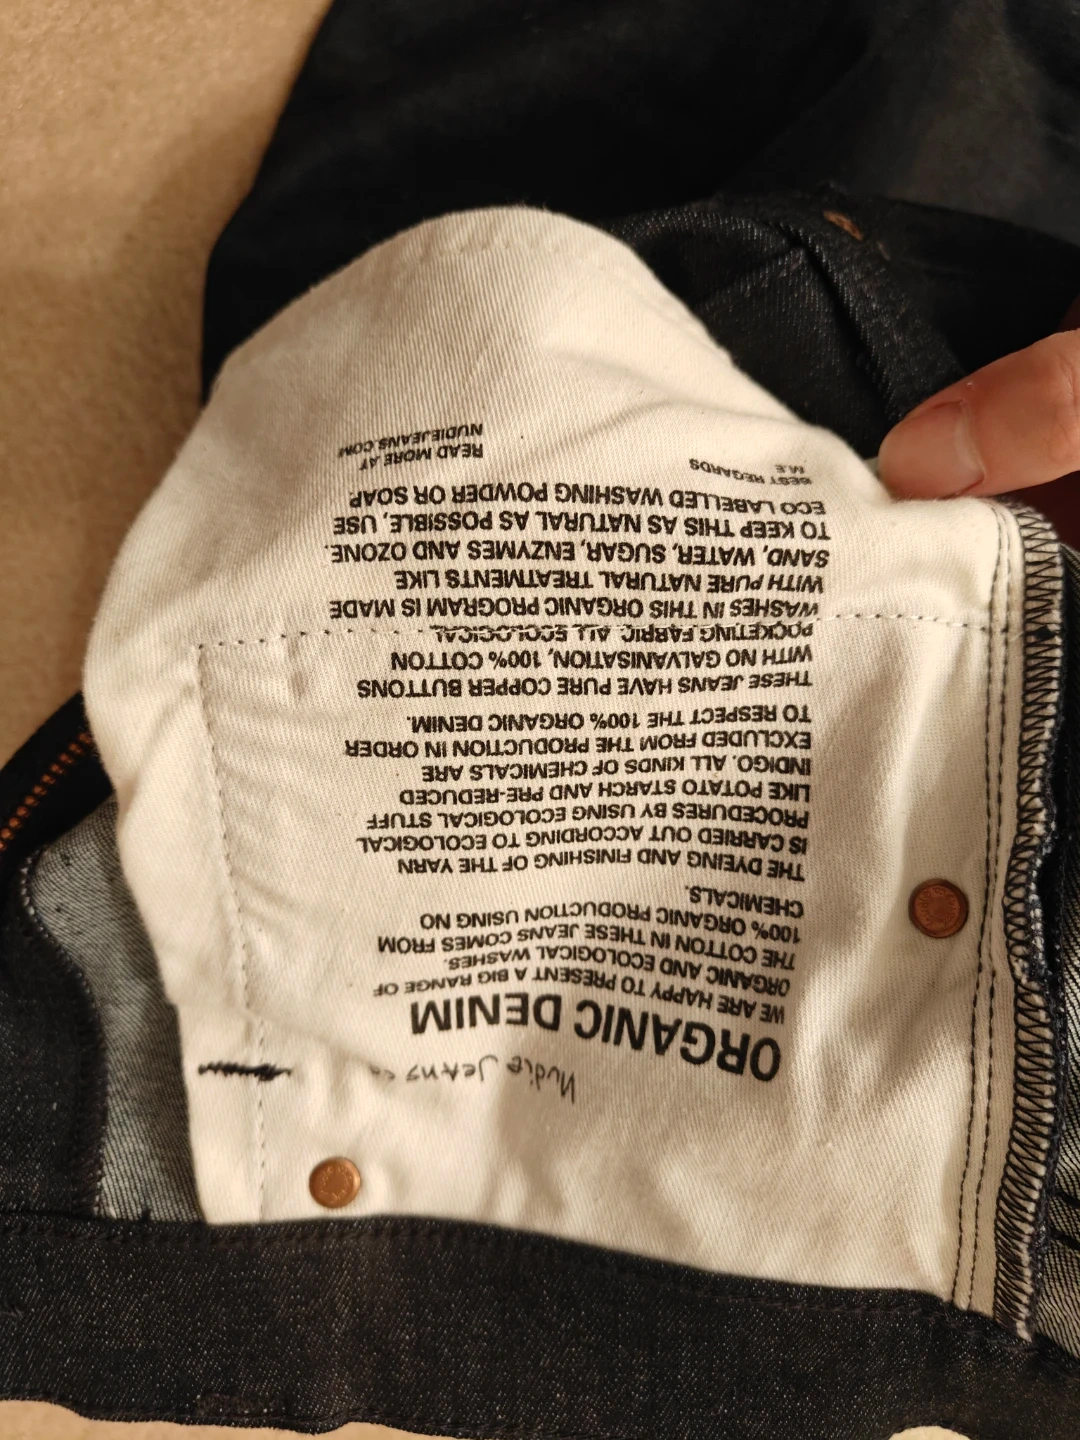 Nudie Jeans co
ORGANIC DENIM
WE ARE HAPPY TO PRESENT A BIG RANGE OF
ORGANIC AND ECOLOGICAL WASHES.
THE COTTON IN THESE JEANS COMES FROM
100% ORGANIC PRODUCTION USING NO
CHEMICALS.
THE DYEING AND FINISHING OF THE YARN
IS CARRIED OUT ACCORDING TO ECOLOGICAL
PROCEDURES BY USING ECOLOGICAL STUFF
LIKE POTATO STARCH AND PRE-REDUCED
INDIGO. ALL KINDS OF CHEMICALS ARE
EXCLUDED FROM THE PRODUCTION IN ORDER
TO RESPECT THE 100% ORGANIC DENIM.
THESE JEANS HAVE PURE COPPER BUTTONS
WITH NO GALVANISATION, 100% COTTON
POCKETING FABRIC, ALL ECOLOGICAL
WASHES IN THIS ORGANIC PROGRAM IS MADE
WITH PURE NATURAL TREATMENTS LIKE
SAND, WATER, SUGAR, ENZYMES AND OZONE.
TO KEEP THIS AS NATURAL AS POSSIBLE, USE
ECO LABELLED WASHING POWDER OR SOAP.
BEST REGARDS
M.E.
READ MORE AT
NUDIEJEANS.COM